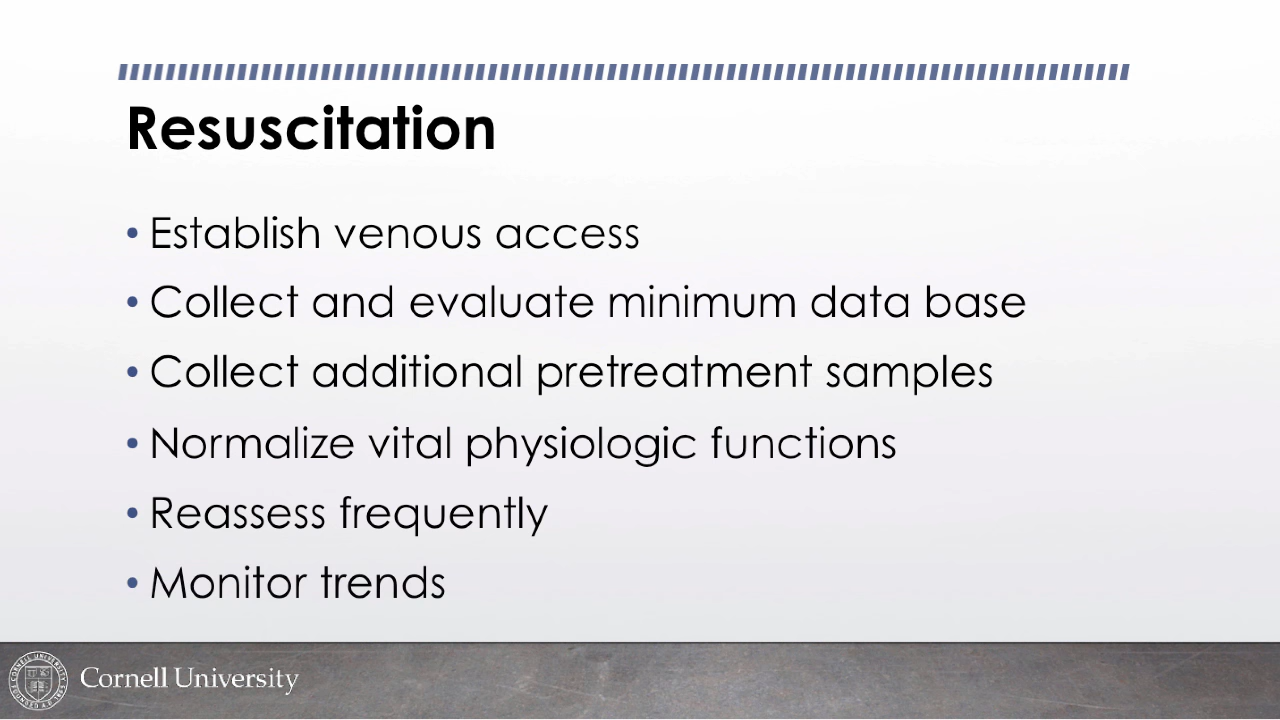 Resuscitation
• Establish venous access
• Collect and evaluate minimum data base
• Collect additional pretreatment samples
• Normalize vital physiologic functions
• Reassess frequently
• Monitor trends
Cornell University